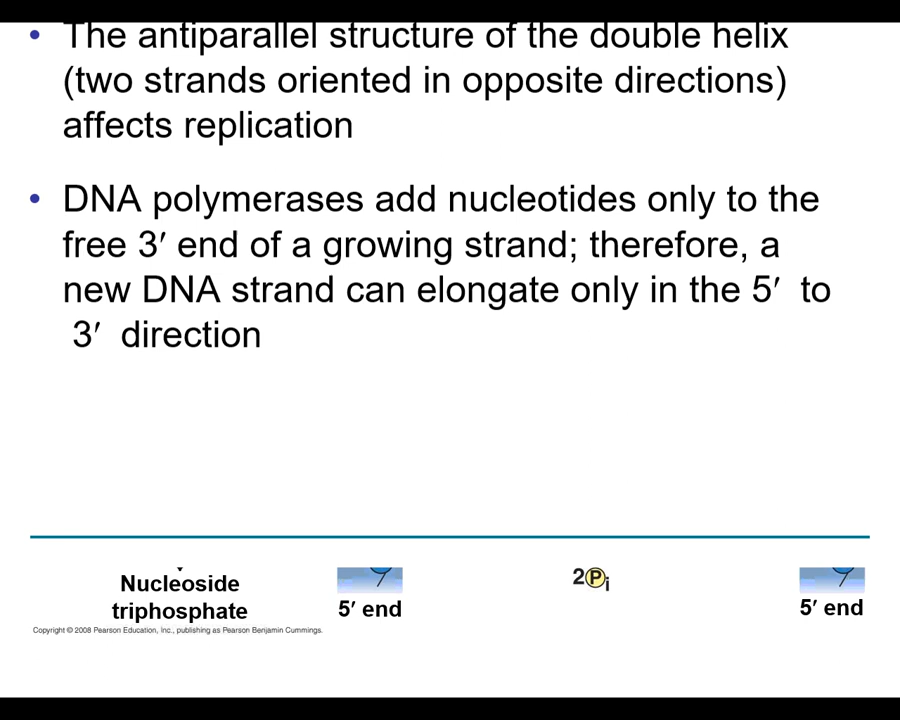 • The antiparallel structure of the double helix
(two strands oriented in opposite directions)
affects replication
• DNA polymerases add nucleotides only to the
free 3′ end of a growing strand; therefore, a
new DNA strand can elongate only in the 5′ to
3′ direction
Nucleoside
triphosphate
5′ end
2 P i
5′ end
Copyright © 2008 Pearson Education, Inc., publishing as Pearson Benjamin Cummings.